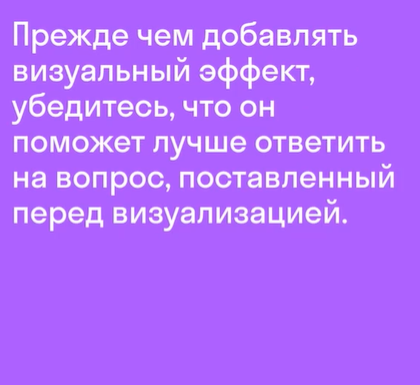 Прежде чем добавлять
визуальный эффект,
убедитесь, что он
поможет лучше ответить
на вопрос, поставленный
перед визуализацией.